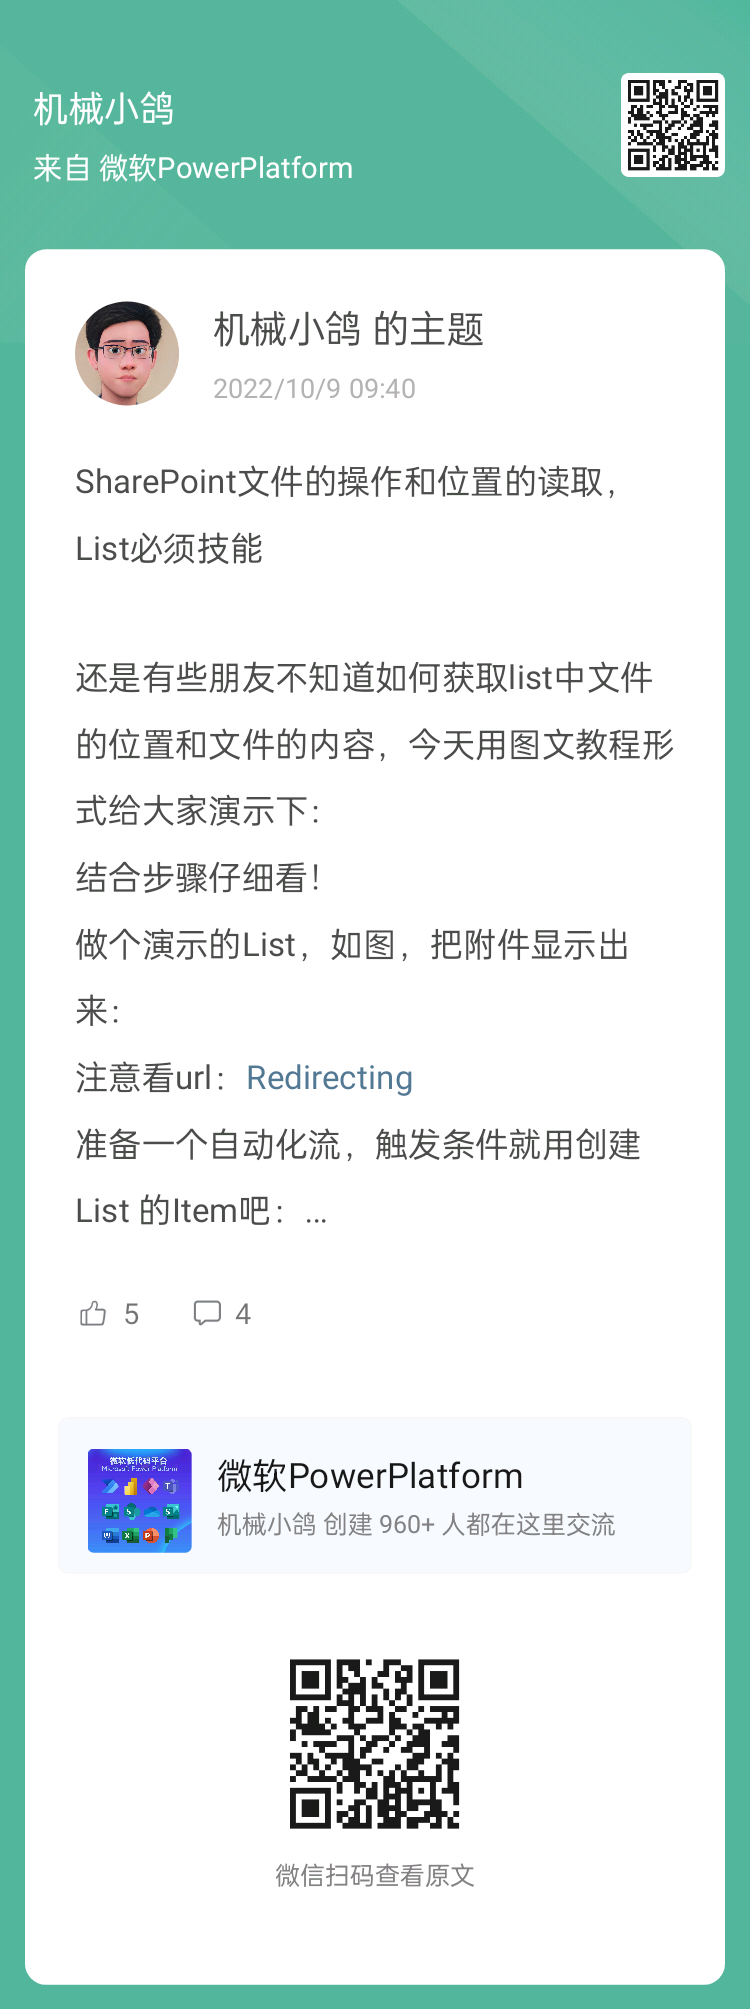 机械小鸽
来自 微软PowerPlatform
机械小鸽 的主题
2022/10/9 09:40
SharePoint文件的操作和位置的读取，
List必须技能
还是有些朋友不知道如何获取list中文件
的位置和文件的内容，今天用图文教程形
式给大家演示下：
结合步骤仔细看！
做个演示的List，如图，把附件显示出
来：
注意看url：Redirecting
准备一个自动化流，触发条件就用创建
List 的Item吧：...
5 4
微软低代码平台
Microsoft Power Platform
微软PowerPlatform
机械小鸽 创建 960+ 人都在这里交流
微信扫码查看原文